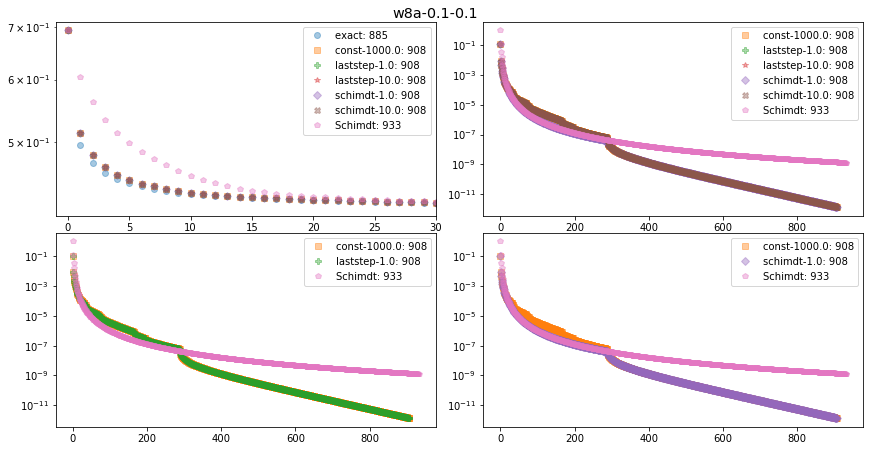 w8a-0.1-0.1
7 × 10⁻¹
6 × 10⁻¹
5 × 10⁻¹
0 5 10 15 20 25 30
exact: 885
const-1000.0: 908
laststep-1.0: 908
laststep-10.0: 908
schimdt-1.0: 908
schimdt-10.0: 908
Schimdt: 933
10⁻¹
10⁻³
10⁻⁵
10⁻⁷
10⁻⁹
10⁻¹¹
0 200 400 600 800
const-1000.0: 908
laststep-1.0: 908
laststep-10.0: 908
schimdt-1.0: 908
schimdt-10.0: 908
Schimdt: 933
10⁻¹
10⁻³
10⁻⁵
10⁻⁷
10⁻⁹
10⁻¹¹
0 200 400 600 800
const-1000.0: 908
laststep-1.0: 908
Schimdt: 933
10⁻¹
10⁻³
10⁻⁵
10⁻⁷
10⁻⁹
10⁻¹¹
0 200 400 600 800
const-1000.0: 908
schimdt-1.0: 908
Schimdt: 933